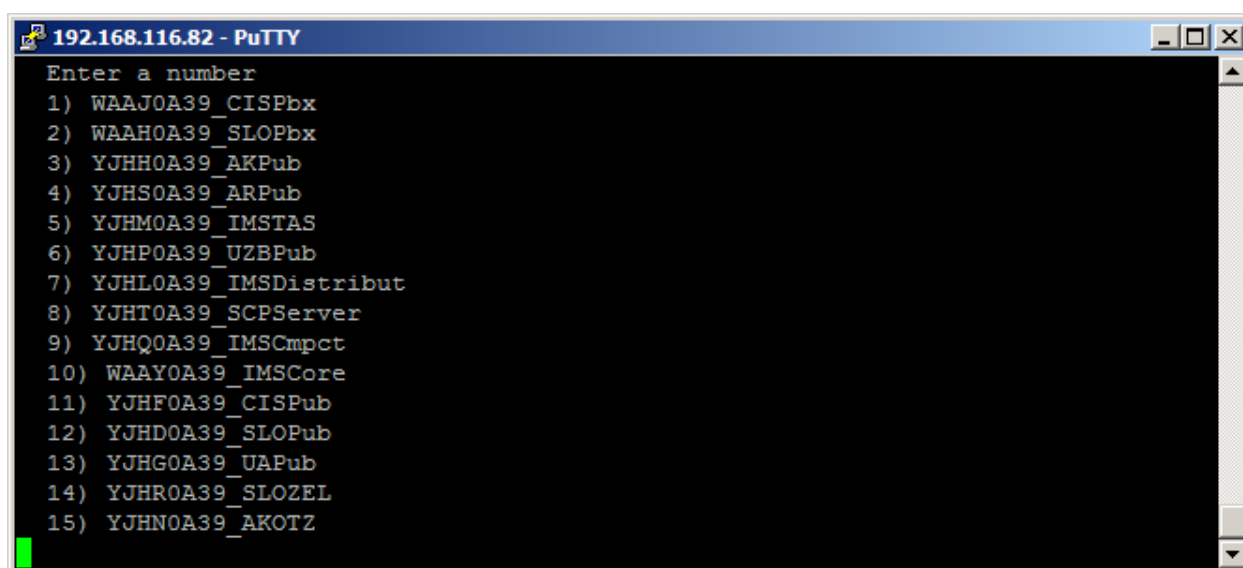 192.168.116.82 - PuTTY
Enter a number
1) WAAJ0A39_CISPbx
2) WAAH0A39_SLOPbx
3) YJHH0A39_AKPub
4) YJHS0A39_ARPub
5) YJHM0A39_IMSTAS
6) YJHP0A39_UZBPub
7) YJHL0A39_IMSDistribut
8) YJHT0A39_SCPServer
9) YJHQ0A39_IMSCmpct
10) WAAY0A39_IMSCore
11) YJHF0A39_CISPub
12) YJHD0A39_SLOPub
13) YJHG0A39_UAPub
14) YJHR0A39_SLOZEL
15) YJHN0A39_AKOTZ